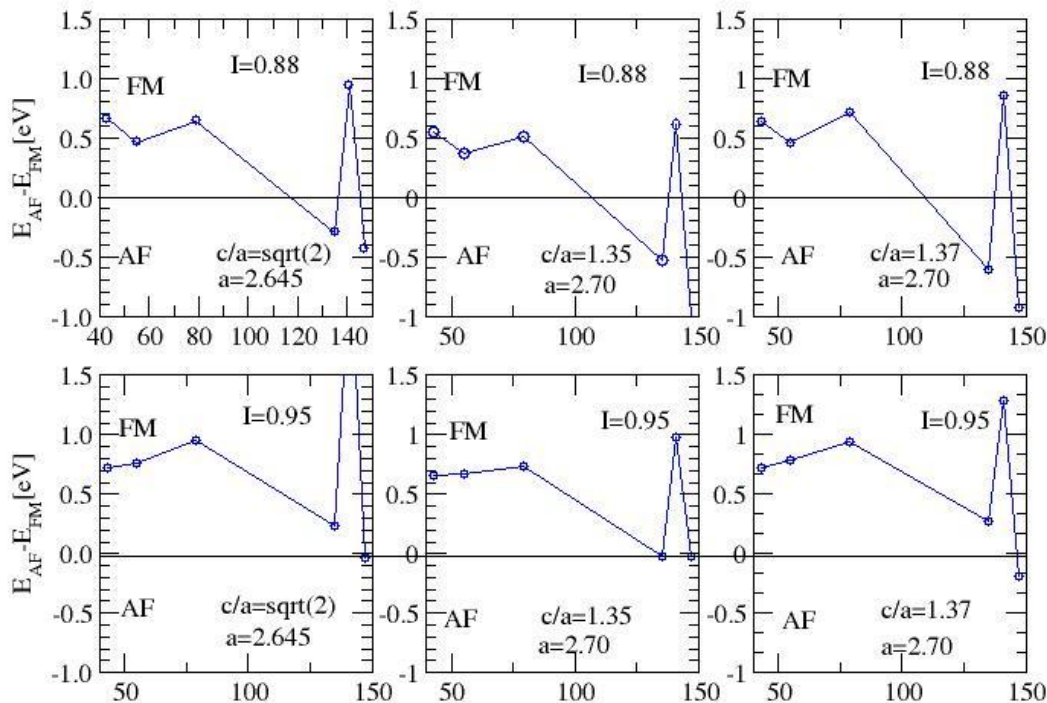 1.5
1.0
0.5
0.0
-0.5
-1.0
E_AF-E_FM[eV]
I=0.88
FM
AF
c/a=sqrt(2)
a=2.645
40 60 80 100 120 140
1.5
1
0.5
0
-0.5
-1
I=0.88
FM
AF
c/a=1.35
a=2.70
50 100 150
1.5
1
0.5
0
-0.5
-1
I=0.88
FM
AF
c/a=1.37
a=2.70
50 100 150
1.5
1.0
0.5
0.0
-0.5
-1.0
E_AF-E_FM[eV]
I=0.95
FM
AF
c/a=sqrt(2)
a=2.645
50 100 150
1.5
1
0.5
0
-0.5
-1
I=0.95
FM
AF
c/a=1.35
a=2.70
50 100 150
1.5
1
0.5
0
-0.5
-1
I=0.95
FM
AF
c/a=1.37
a=2.70
50 100 150